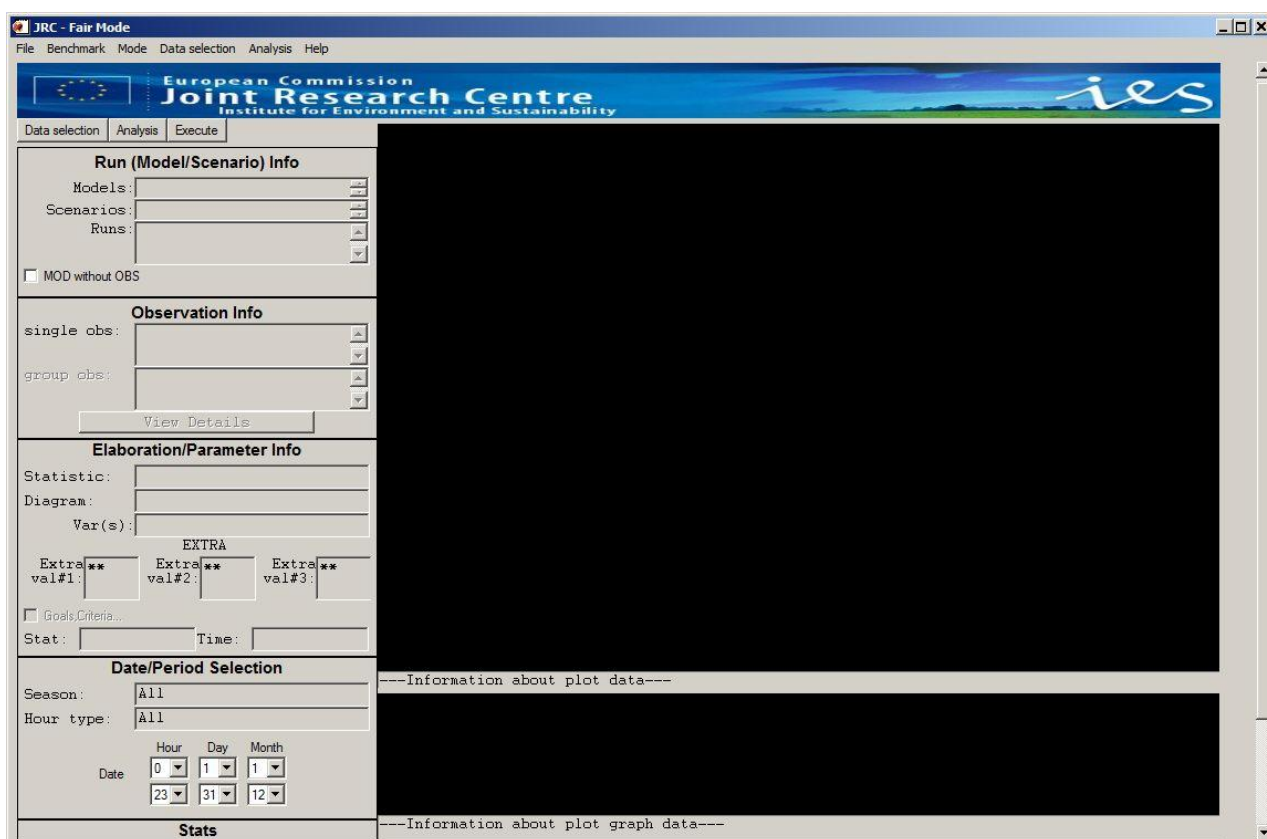 JRC - Fair Mode
File Benchmark Mode Data selection Analysis Help
European Commission
Joint Research Centre
Institute for Environment and Sustainability
ies
Data selection Analysis Execute
Run (Model/Scenario) Info
Models:
Scenarios:
Runs:
MOD without OBS
Observation Info
single obs:
group obs:
View Details
Elaboration/Parameter Info
Statistic:
Diagram:
Var(s):
EXTRA
Extra ** Extra ** Extra **
val#1: val#2: val#3:
Goals,Criteria...
Stat: Time:
Date/Period Selection
Season: All
Hour type: All
Hour Day Month
Date 0 1 1
23 31 12
Stats
---Information about plot data---
---Information about plot graph data---